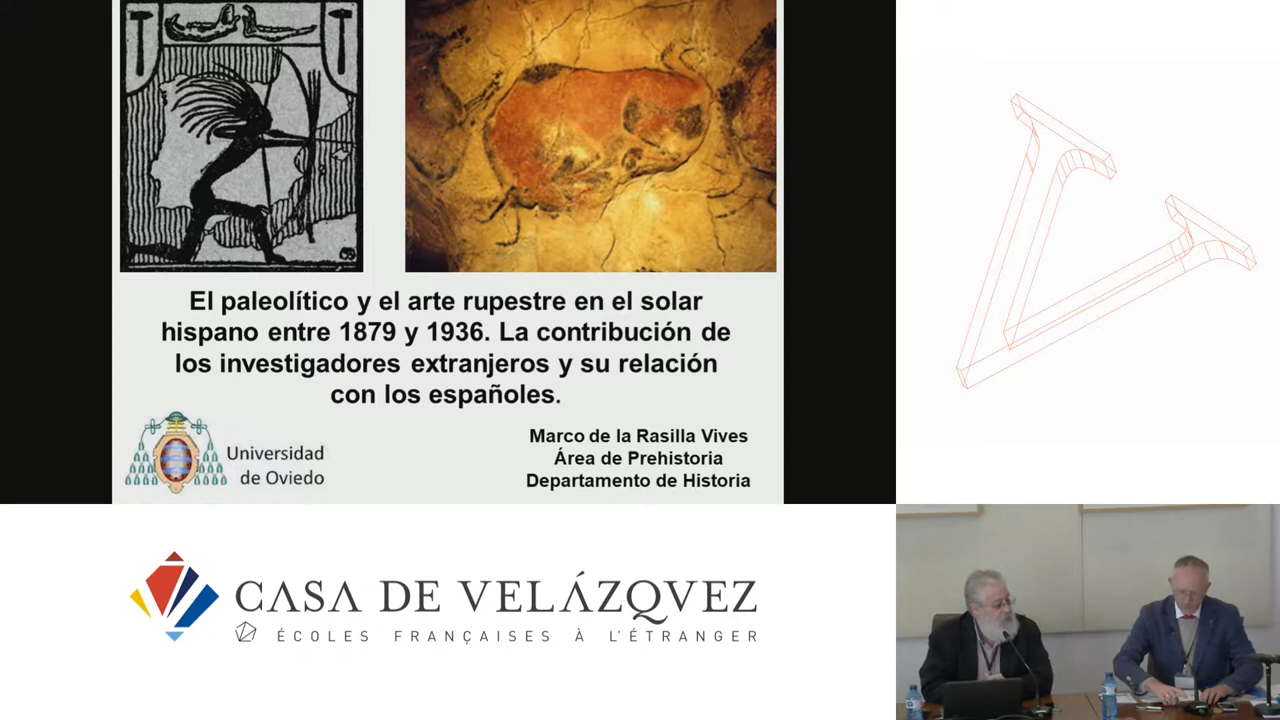 El paleolítico y el arte rupestre en el solar
hispano entre 1879 y 1936. La contribución de
los investigadores extranjeros y su relación
con los españoles.
Universidad
de Oviedo
Marco de la Rasilla Vives
Área de Prehistoria
Departamento de Historia
CASA DE VELÁZQVEZ
ÉCOLES FRANÇAISES À L'ÉTRANGER